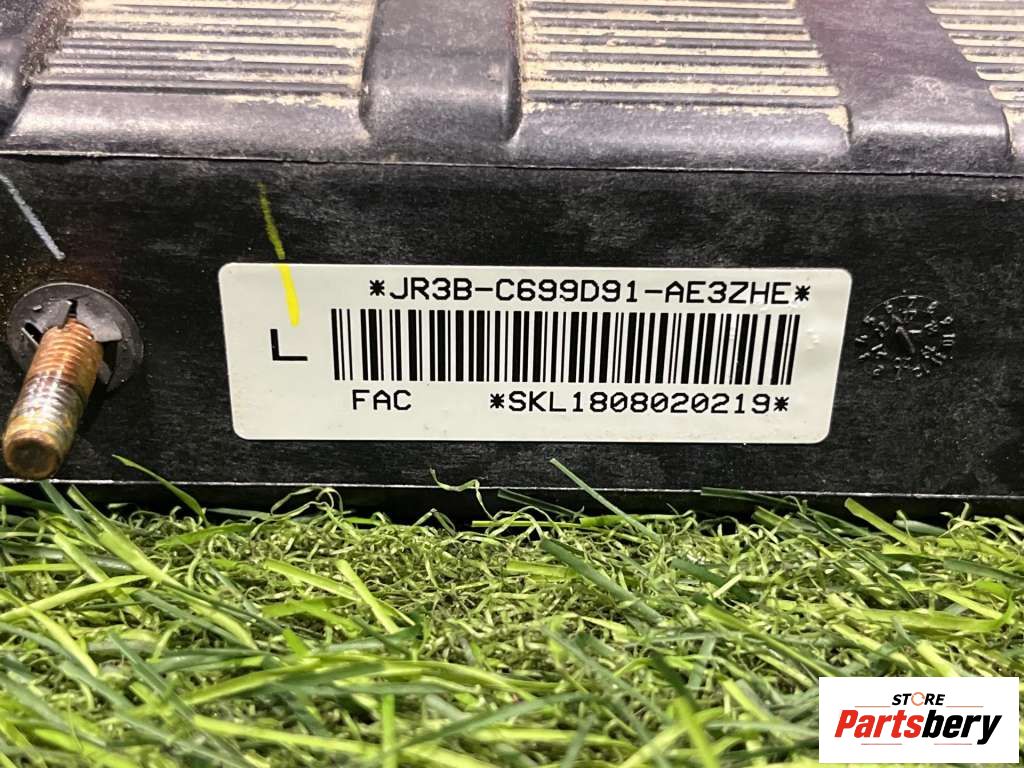 *JR3B-C699D91-AE3ZHE*
L
FAC *SKL1808020219*
STORE
Partsbery